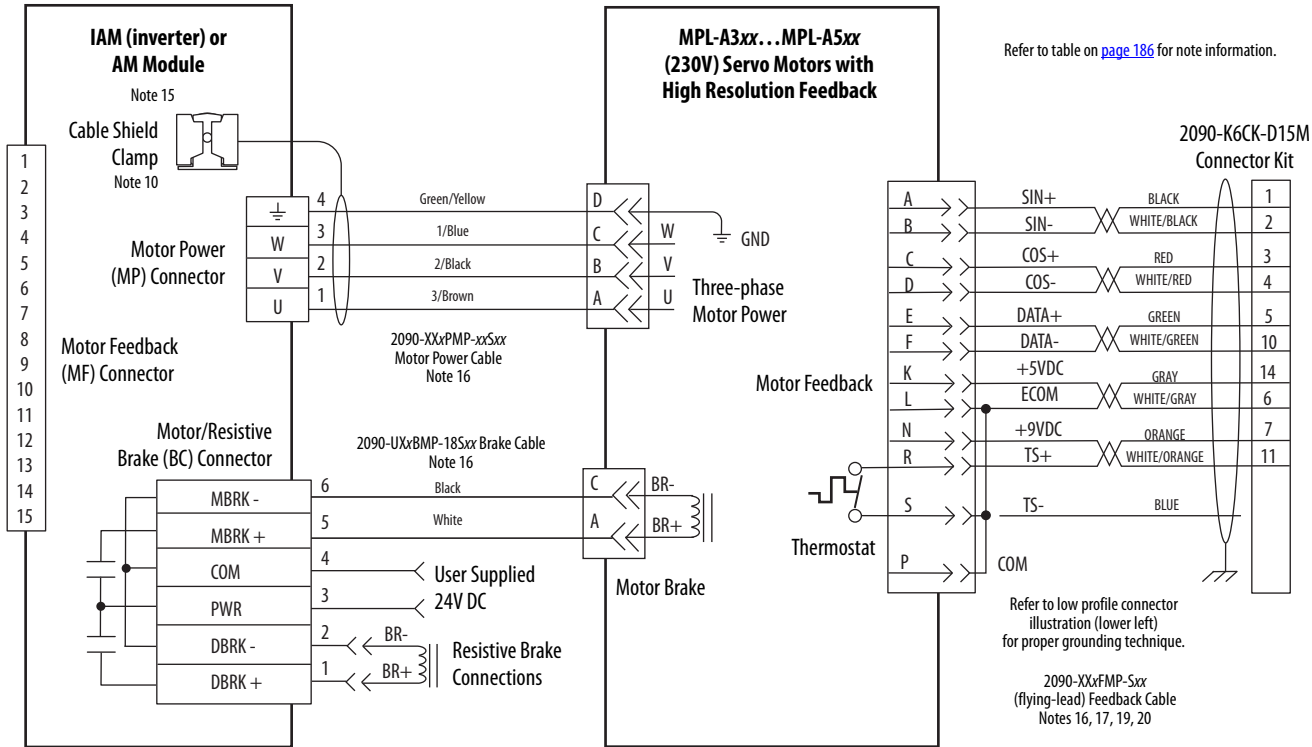 IAM (inverter) or
AM Module
Note 15
Cable Shield
Clamp
Note 10
1
2
3
4
5
6
7
8
9
10
11
12
13
14
15
Motor Power
(MP) Connector
W
V
U
4
3
2
1
Green/Yellow
1/Blue
2/Black
3/Brown
2090-XXxPMP-xxSxx
Motor Power Cable
Note 16
Motor Feedback
(MF) Connector
Motor/Resistive
Brake (BC) Connector
2090-UXxBMP-18Sxx Brake Cable
Note 16
MBRK -
MBRK +
COM
PWR
DBRK -
DBRK +
6
5
4
3
2
1
Black
White
User Supplied
24V DC
BR-
BR+
Resistive Brake
Connections
MPL-A3xx...MPL-A5xx
(230V) Servo Motors with
High Resolution Feedback
D
C
B
A
W
V
U
GND
Three-phase
Motor Power
C
A
BR-
BR+
Motor Brake
Motor Feedback
Thermostat
Refer to table on page 186 for note information.
2090-K6CK-D15M
Connector Kit
A SIN+ BLACK 1
B SIN- WHITE/BLACK 2
C COS+ RED 3
D COS- WHITE/RED 4
E DATA+ GREEN 5
F DATA- WHITE/GREEN 10
K +5VDC GRAY 14
L ECOM WHITE/GRAY 6
N +9VDC ORANGE 7
R TS+ WHITE/ORANGE 11
S TS- BLUE
P COM
Refer to low profile connector
illustration (lower left)
for proper grounding technique.
2090-XXxFMP-Sxx
(flying-lead) Feedback Cable
Notes 16, 17, 19, 20